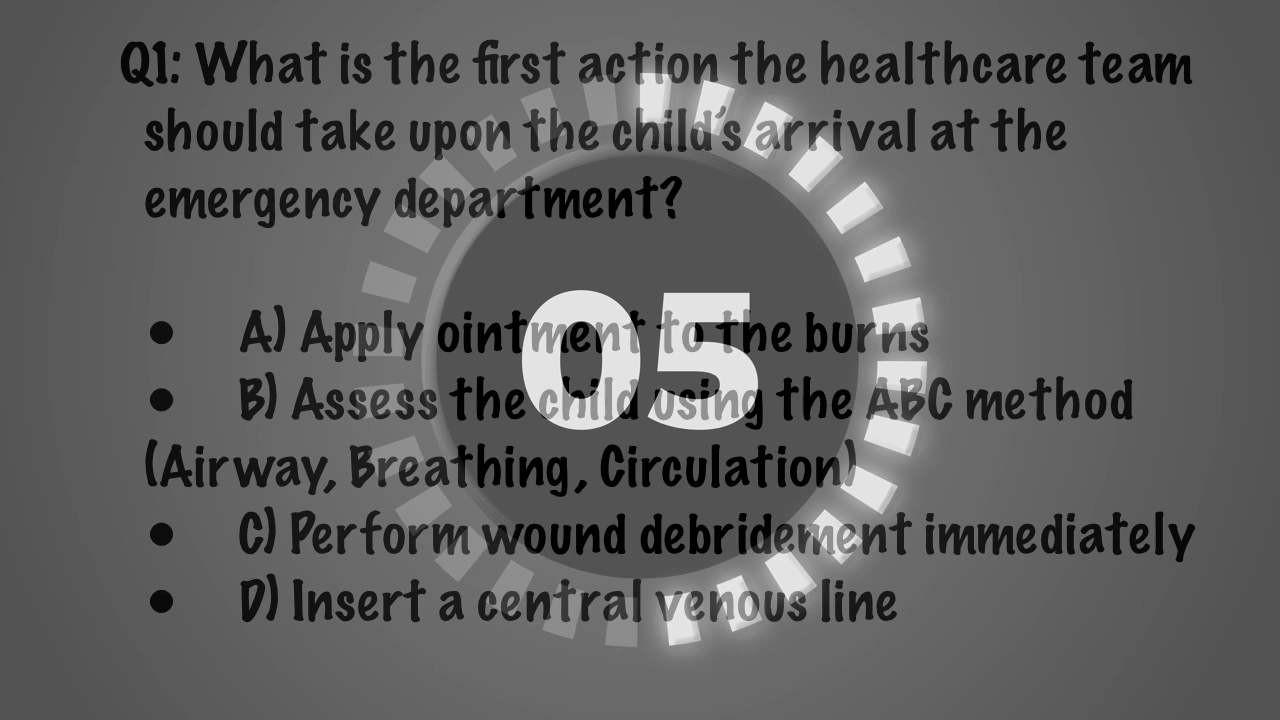 Q1: What is the first action the healthcare team
should take upon the child's arrival at the
emergency department?
• A) Apply ointment to the burns
• B) Assess the child using the ABC method
(Airway, Breathing, Circulation)
• C) Perform wound debridement immediately
• D) Insert a central venous line
05